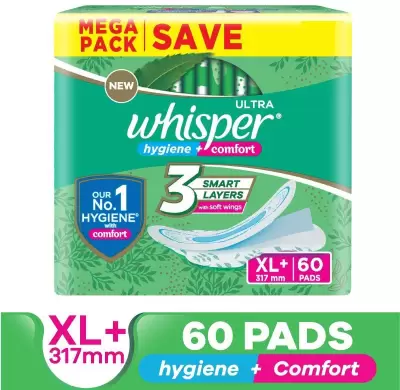 MEGA
PACK
SAVE
NEW
ULTRA
whisper®
hygiene + comfort
OUR
No.1
HYGIENE®
with
comfort
3 SMART
LAYERS
with soft wings
XL+
317 mm
60
PADS
XL+
317mm
60 PADS
hygiene + Comfort